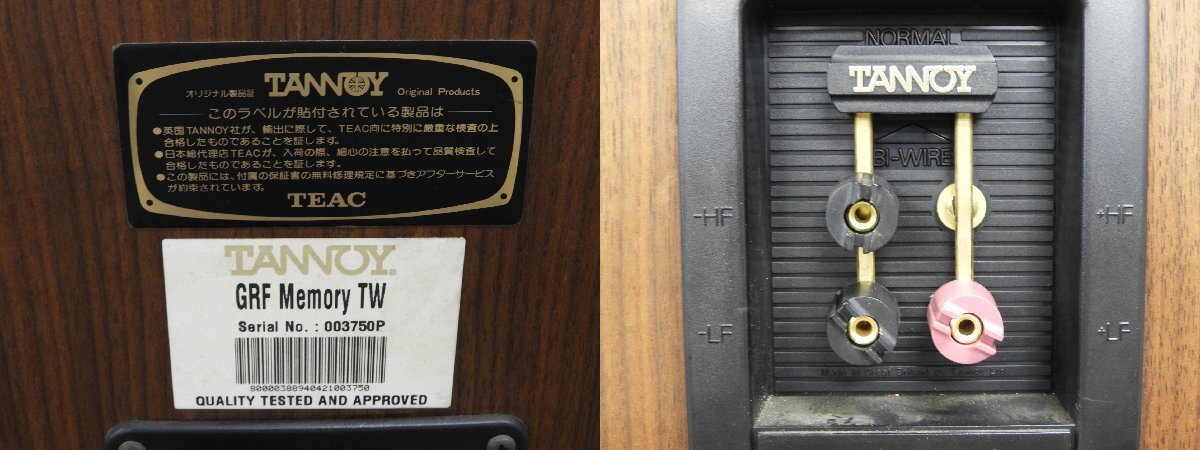 オリジナル製品証 TANNOY Original Products
このラベルが貼付されている製品は
●英国TANNOY社が、輸出に際して、TEAC向に特別に厳重な検査の上
合格したものであることを証します。
●日本総代理店TEACが、入荷の際、細心の注意を払って品質検査して
合格したものであることを証します。
●この製品には、付属の保証書の無料修理規定に基づきアフターサービス
が約束されています。
TEAC
TANNOY®
GRF Memory TW
Serial No. : 003750P
80000388940421003750
QUALITY TESTED AND APPROVED
NORMAL
TANNOY
BI-WIRE
-HF +HF
-LF +LF
Made in Great Britain by Tannoy Ltd